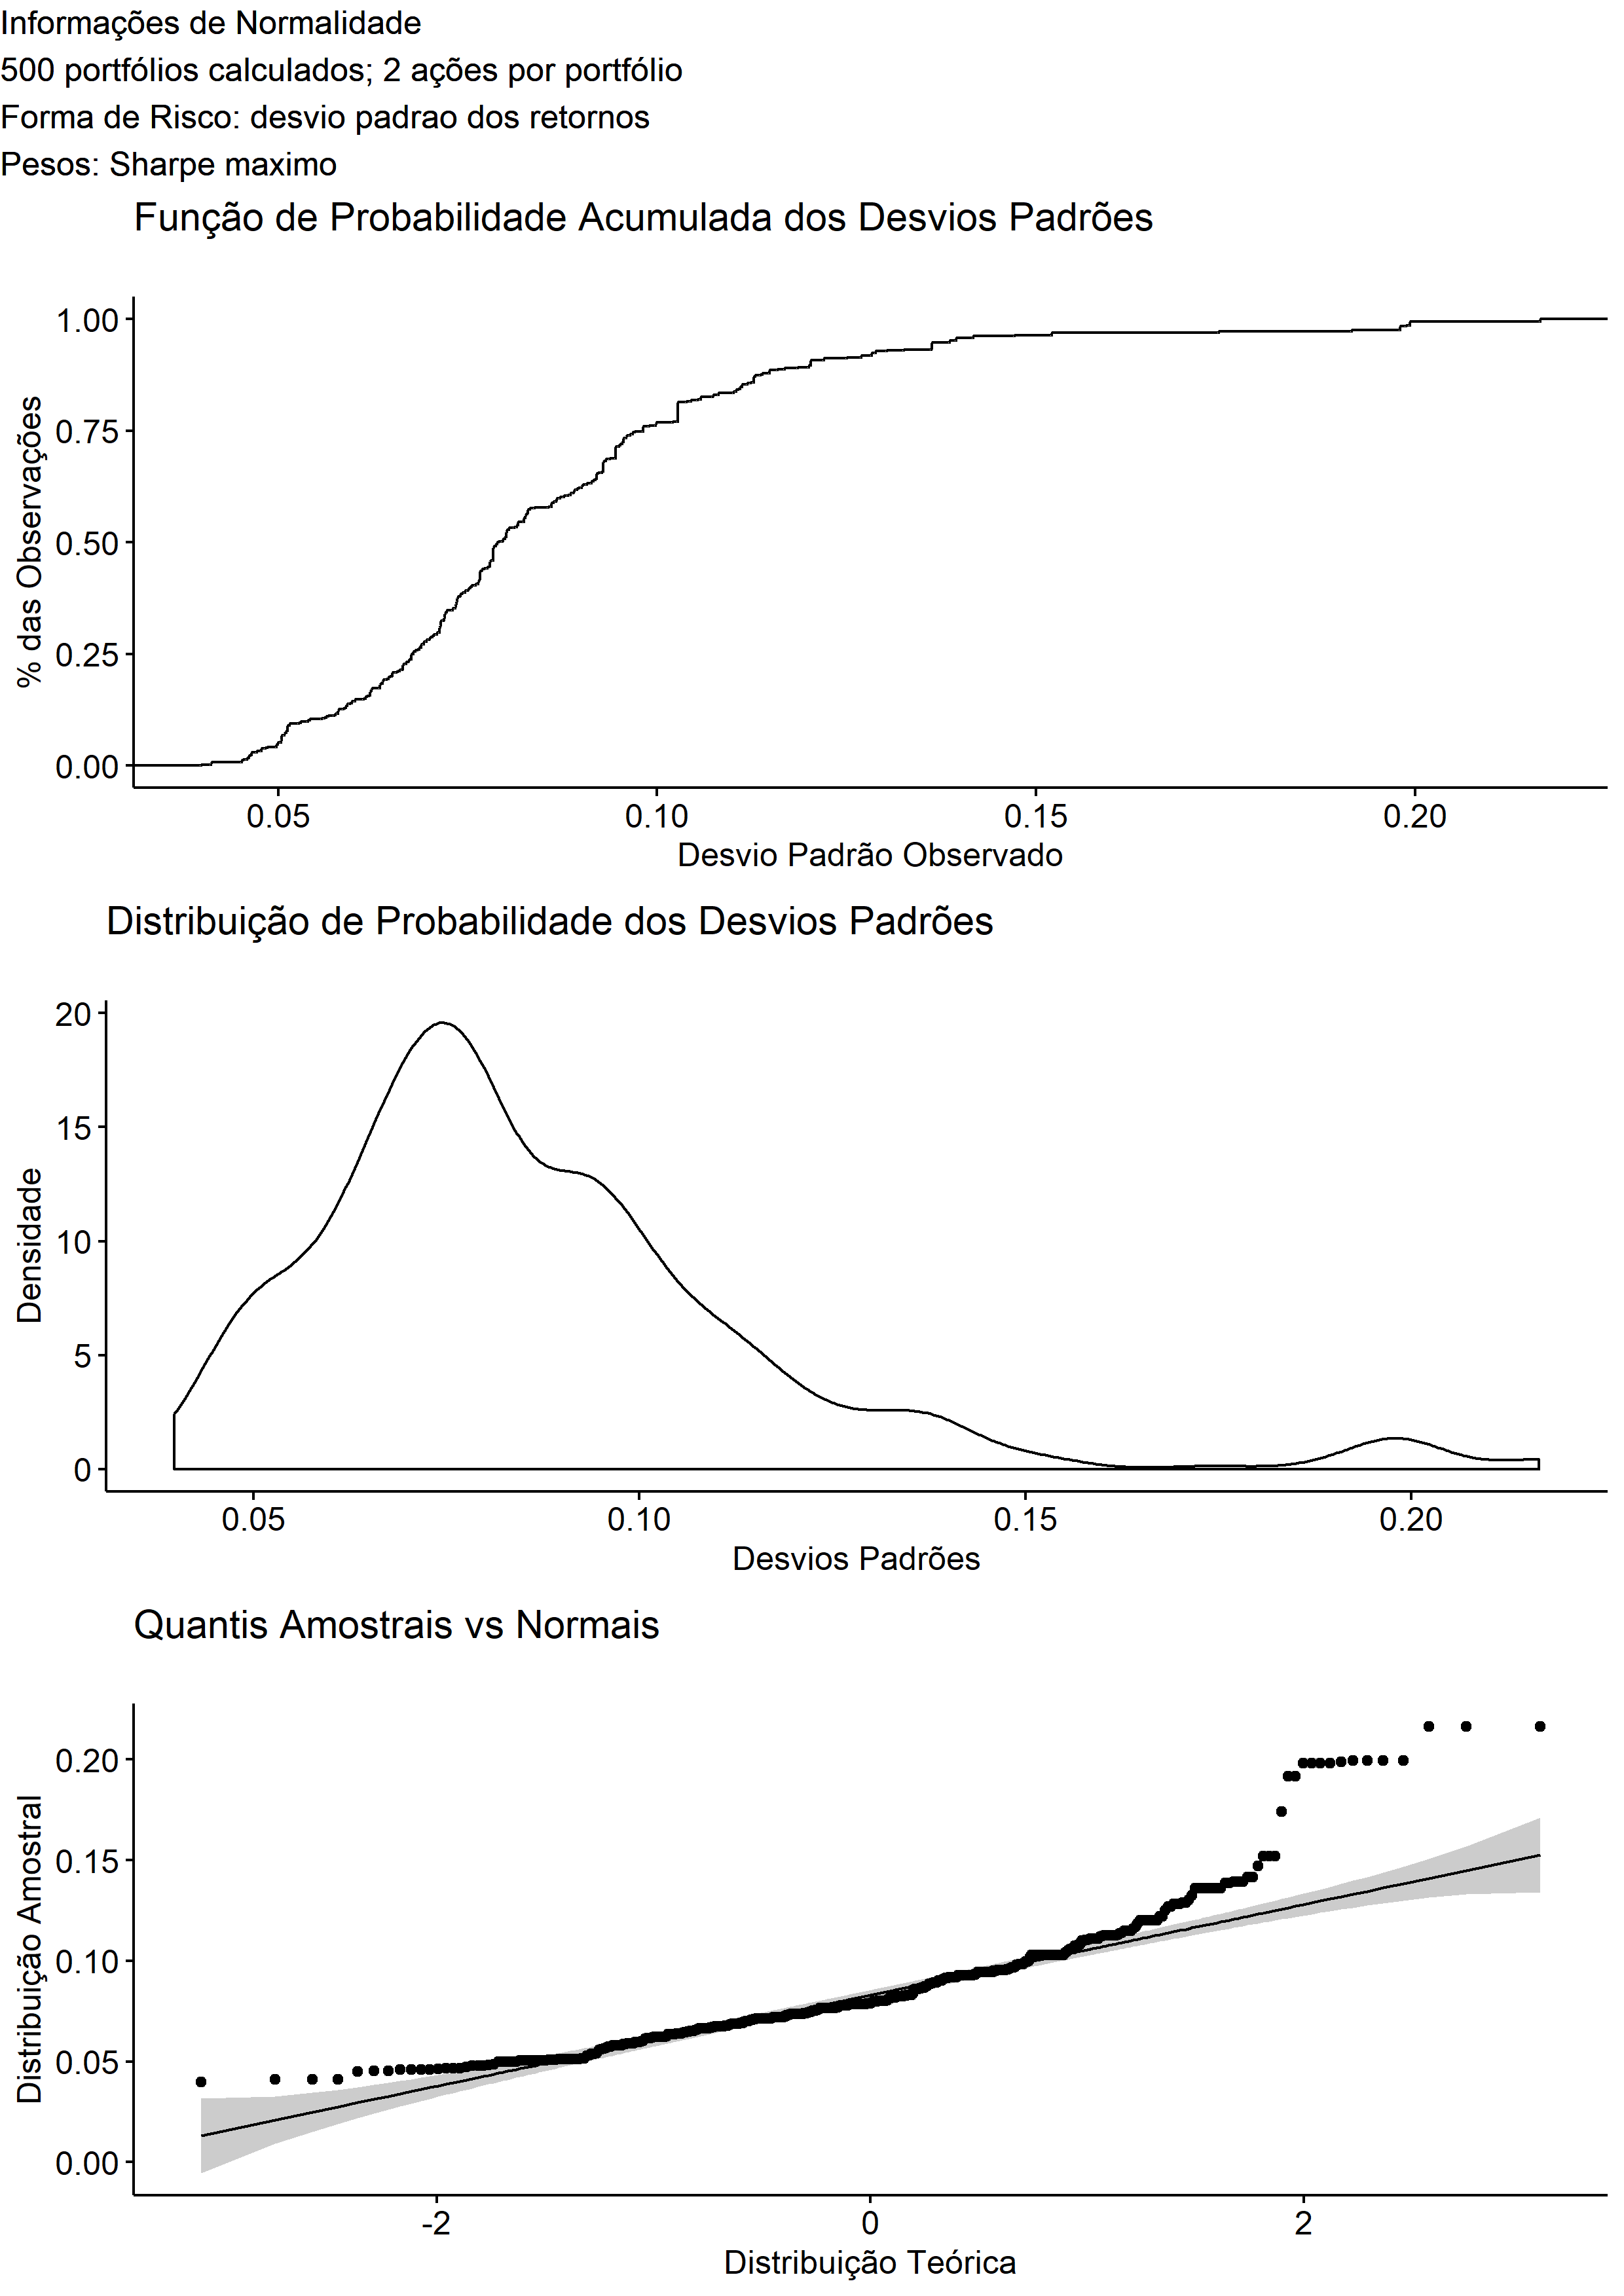 Informações de Normalidade
500 portfólios calculados; 2 ações por portfólio
Forma de Risco: desvio padrao dos retornos
Pesos: Sharpe maximo
Função de Probabilidade Acumulada dos Desvios Padrões
% das Observações
1.00
0.75
0.50
0.25
0.00
0.05 0.10 0.15 0.20
Desvio Padrão Observado
Distribuição de Probabilidade dos Desvios Padrões
Densidade
20
15
10
5
0
0.05 0.10 0.15 0.20
Desvios Padrões
Quantis Amostrais vs Normais
Distribuição Amostral
0.20
0.15
0.10
0.05
0.00
-2 0 2
Distribuição Teórica